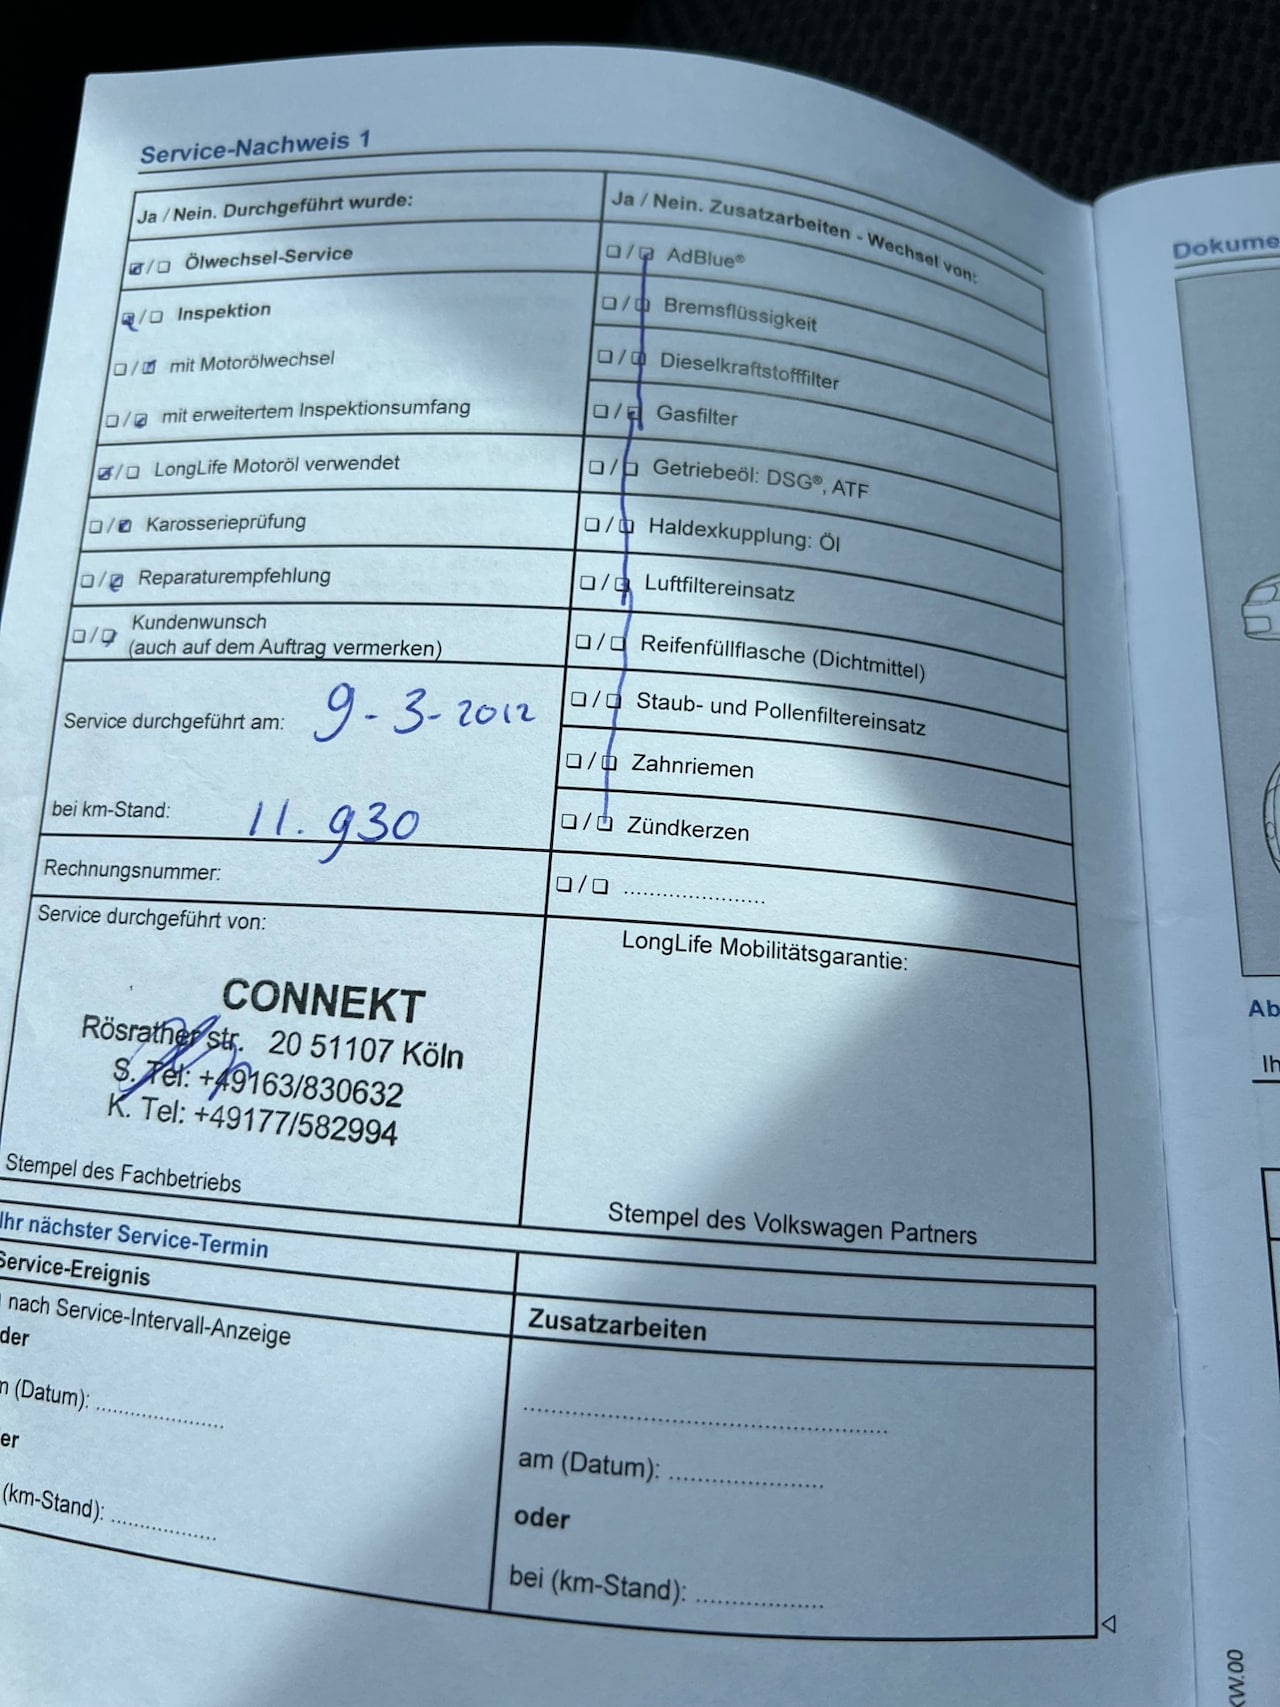 Service-Nachweis 1
Ja / Nein. Durchgeführt wurde:
☑/☐ Ölwechsel-Service
☑/☐ Inspektion
☐/☑ mit Motorölwechsel
☐/☑ mit erweitertem Inspektionsumfang
☑/☐ LongLife Motoröl verwendet
☐/☑ Karosserieprüfung
☐/☑ Reparaturempfehlung
☐/☑ Kundenwunsch
(auch auf dem Auftrag vermerken)
Service durchgeführt am: 9-3-2012
bei km-Stand: 11.930
Rechnungsnummer:
Service durchgeführt von:
CONNEKT
Rösrather str. 20 51107 Köln
S. Tel: +49163/830632
K. Tel: +49177/582994
Stempel des Fachbetriebs
Ja / Nein. Zusatzarbeiten - Wechsel von:
☐/☐ AdBlue®
☐/☐ Bremsflüssigkeit
☐/☐ Dieselkraftstofffilter
☐/☐ Gasfilter
☐/☐ Getriebeöl: DSG®, ATF
☐/☐ Haldexkupplung: Öl
☐/☐ Luftfiltereinsatz
☐/☐ Reifenfüllflasche (Dichtmittel)
☐/☐ Staub- und Pollenfiltereinsatz
☐/☐ Zahnriemen
☐/☐ Zündkerzen
☐/☐ ......................
LongLife Mobilitätsgarantie:
Stempel des Volkswagen Partners
Ihr nächster Service-Termin
Service-Ereignis
nach Service-Intervall-Anzeige
der
(Datum): ....................
er
(km-Stand): ................
Zusatzarbeiten
.......................................................
am (Datum): .......................
oder
bei (km-Stand): ...................
Dokume
Ab
Ih
KW.00